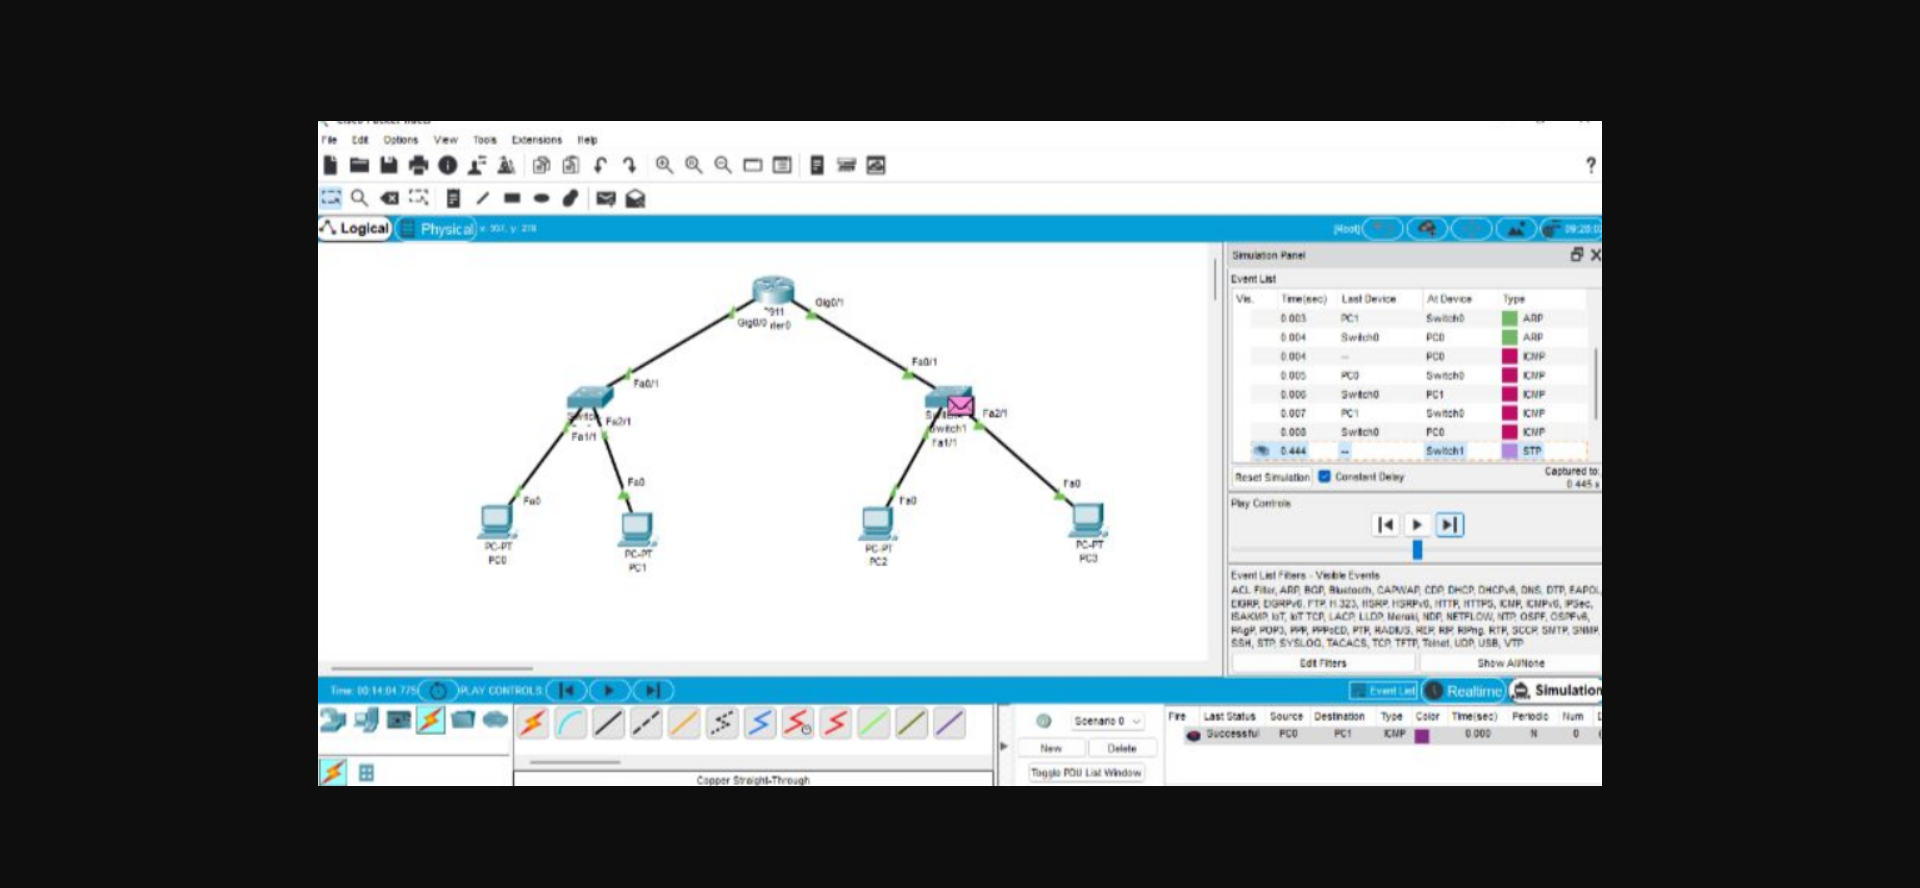 File Edit Options View Tools Extensions Help
Logical Physical x: 357, y: 278 [Root]
Simulation Panel
Event List
Vis. Time(sec) Last Device At Device Type
0.003 PC1 Switch0 ARP
0.004 Switch0 PC0 ARP
0.004 -- PC0 ICMP
0.005 PC0 Switch0 ICMP
0.006 Switch0 PC1 ICMP
0.007 PC1 Switch0 ICMP
0.008 Switch0 PC0 ICMP
0.444 -- Switch1 STP
Reset Simulation Constant Delay Captured to:
0.445 s
Play Controls
Event List Filters - Visible Events
ACL Filter, ARP, BGP, Bluetooth, CAPWAP, CDP, DHCP, DHCPv6, DNS, DTP, EAPOL,
EIGRP, EIGRPv6, FTP, H.323, HSRP, HSRPv6, HTTP, HTTPS, ICMP, ICMPv6, IPSec,
ISAKMP, IoT, IoT TCP, LACP, LLDP, Meraki, NDP, NETFLOW, NTP, OSPF, OSPFv6,
PAgP, POP3, PPP, PPPoED, PTP, RADIUS, REP, RIP, RIPng, RTP, SCCP, SMTP, SNMP,
SSH, STP, SYSLOG, TACACS, TCP, TFTP, Telnet, UDP, USB, VTP
Edit Filters Show All/None
Gig0/1
Gig0/0
Fa0/1
Fa0/1
Fa2/1
Fa1/1
Fa2/1
Switch1
Fa1/1
Fa0
Fa0
Fa0
Fa0
PC-PT
PC0
PC-PT
PC1
PC-PT
PC2
PC-PT
PC3
Time: 00:14:04.775 PLAY CONTROLS: Event List Realtime Simulation
Scenario 0
New Delete
Toggle PDU List Window
Fire Last Status Source Destination Type Color Time(sec) Periodic Num
Successful PC0 PC1 ICMP 0.000 N 0
Copper Straight-Through